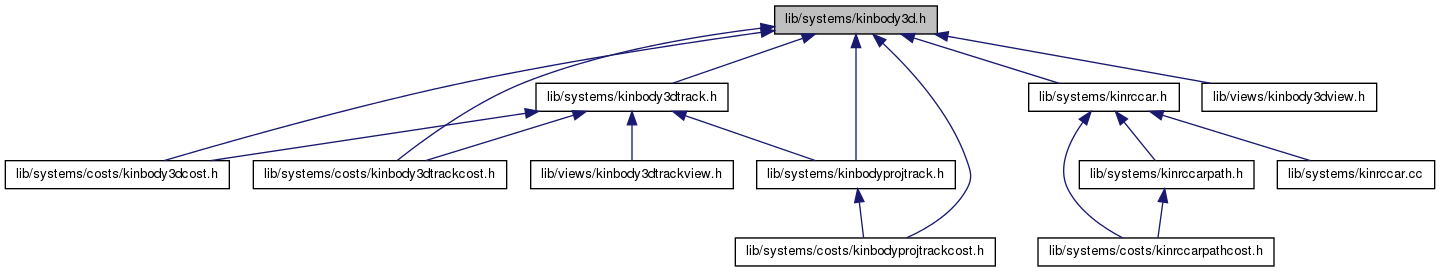 lib/systems/kinbody3d.h
lib/systems/kinbody3dtrack.h
lib/systems/kinrccar.h
lib/views/kinbody3dview.h
lib/systems/costs/kinbody3dcost.h
lib/systems/costs/kinbody3dtrackcost.h
lib/views/kinbody3dtrackview.h
lib/systems/kinbodyprojtrack.h
lib/systems/kinrccarpath.h
lib/systems/kinrccar.cc
lib/systems/costs/kinbodyprojtrackcost.h
lib/systems/costs/kinrccarpathcost.h